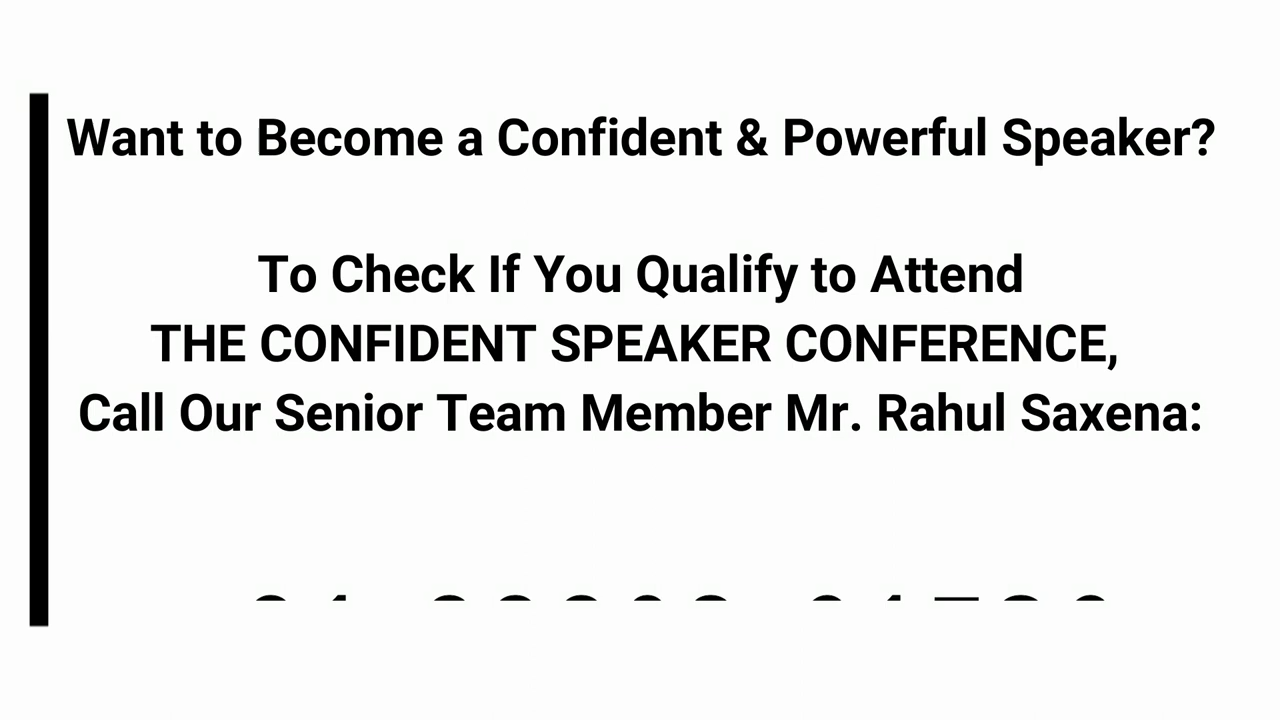 Want to Become a Confident & Powerful Speaker?
To Check If You Qualify to Attend
THE CONFIDENT SPEAKER CONFERENCE,
Call Our Senior Team Member Mr. Rahul Saxena: